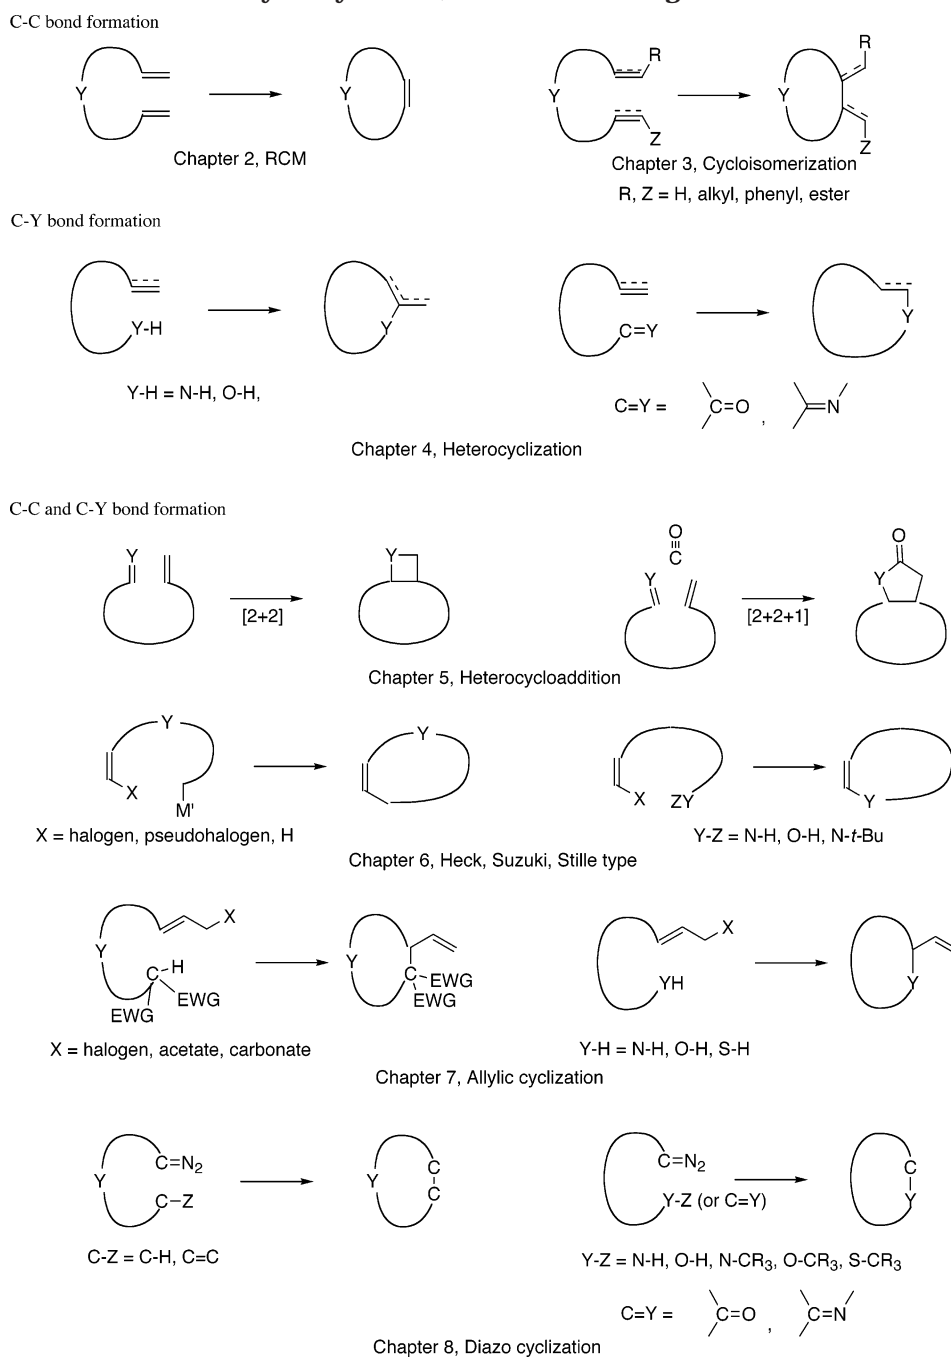 C-C bond formation
Y
Y
Y
R
Z
Y
R
Z
Chapter 2, RCM
Chapter 3, Cycloisomerization
R, Z = H, alkyl, phenyl, ester
C-Y bond formation
Y-H
Y
C=Y
Y
Y-H = N-H, O-H,
C=Y = C=O , =N
Chapter 4, Heterocyclization
C-C and C-Y bond formation
Y
[2+2]
Y
O
C
Y
[2+2+1]
O
Y
Chapter 5, Heterocycloaddition
Y
X
M'
Y
X
ZY
Y
X = halogen, pseudohalogen, H
Y-Z = N-H, O-H, N-t-Bu
Chapter 6, Heck, Suzuki, Stille type
X
Y
C-H
EWG
EWG
Y
C-EWG
EWG
X
YH
Y
X = halogen, acetate, carbonate
Y-H = N-H, O-H, S-H
Chapter 7, Allylic cyclization
C=N2
Y
C-Z
Y
C
C
C=N2
Y-Z (or C=Y)
C
Y
C-Z = C-H, C=C
Y-Z = N-H, O-H, N-CR3, O-CR3, S-CR3
C=Y = C=O , C=N
Chapter 8, Diazo cyclization